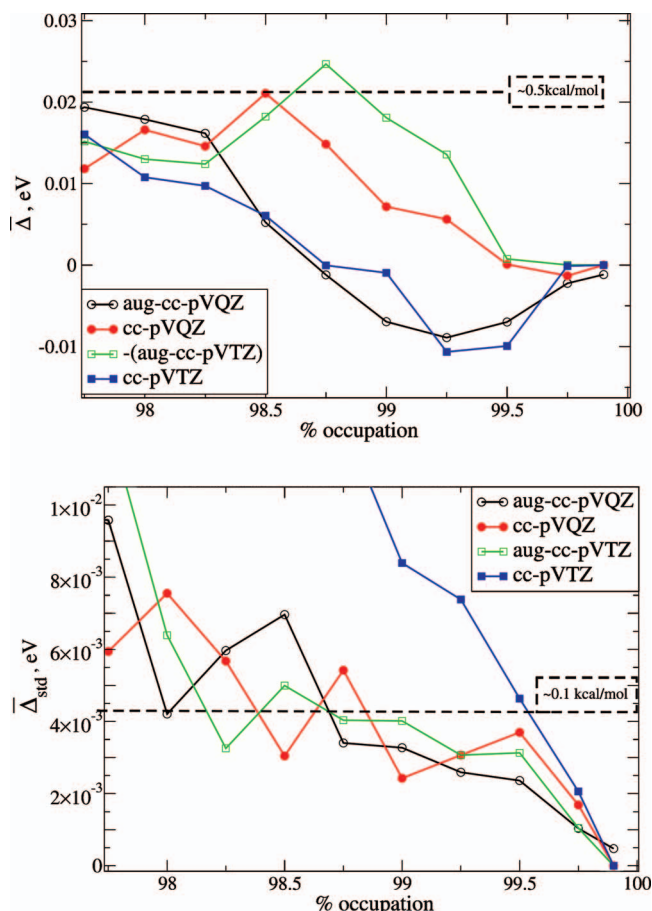 0.03
0.02
~0.5kcal/mol
0.01
Δ̅ , eV
0
aug-cc-pVQZ
cc-pVQZ
-(aug-cc-pVTZ)
cc-pVTZ
-0.01
98
98.5
99
99.5
100
% occupation
1×10⁻²
aug-cc-pVQZ
cc-pVQZ
aug-cc-pVTZ
cc-pVTZ
8×10⁻³
6×10⁻³
Δ̅std, eV
~0.1 kcal/mol
4×10⁻³
2×10⁻³
0
98
98.5
99
99.5
100
% occupation